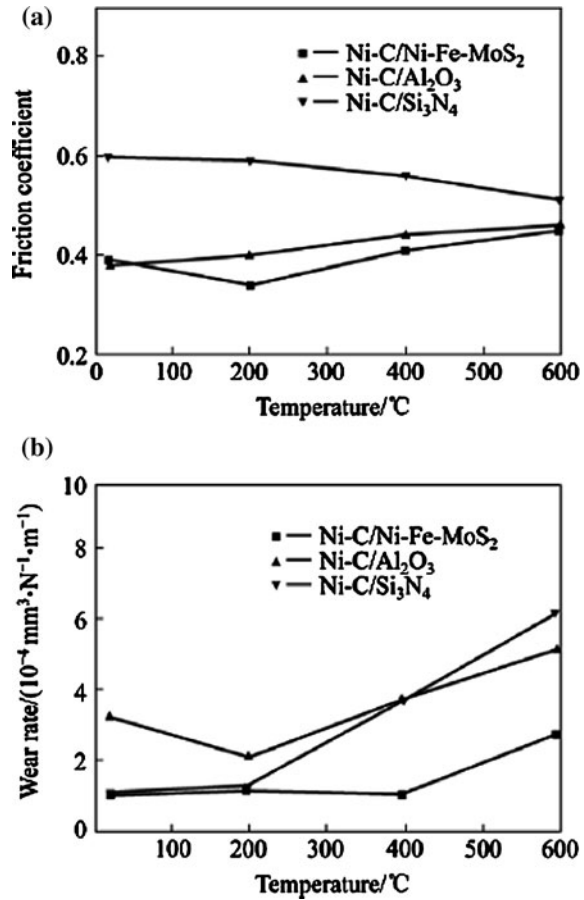 (a)
0.8
0.6
0.4
0.2
Friction coefficient
Ni-C/Ni-Fe-MoS₂
Ni-C/Al₂O₃
Ni-C/Si₃N₄
0 100 200 300 400 500 600
Temperature/℃
(b)
10
8
6
4
2
0
Wear rate/(10⁻⁴ mm³·N⁻¹·m⁻¹)
Ni-C/Ni-Fe-MoS₂
Ni-C/Al₂O₃
Ni-C/Si₃N₄
0 100 200 300 400 500 600
Temperature/℃